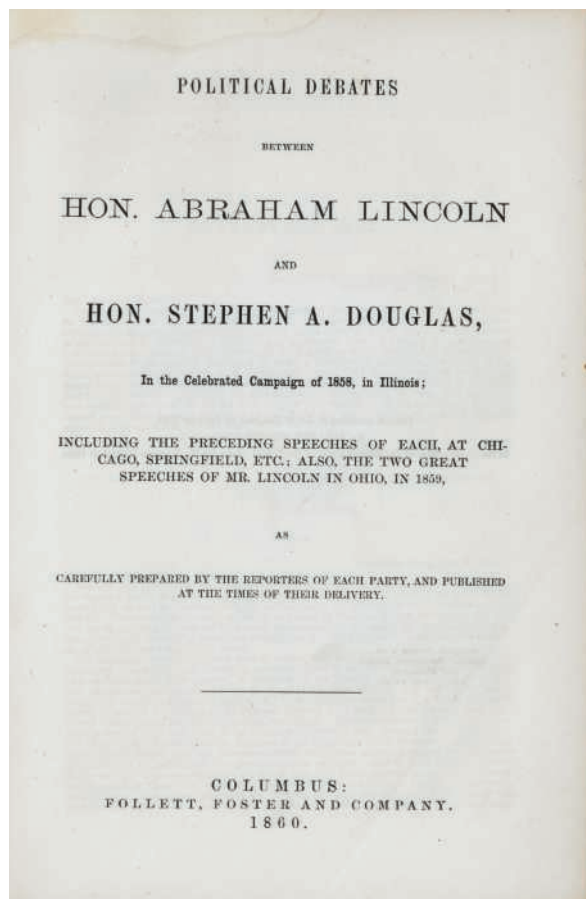 POLITICAL DEBATES
BETWEEN
HON. ABRAHAM LINCOLN
AND
HON. STEPHEN A. DOUGLAS,
In the Celebrated Campaign of 1858, in Illinois;
INCLUDING THE PRECEDING SPEECHES OF EACH, AT CHI-
CAGO, SPRINGFIELD, ETC.; ALSO, THE TWO GREAT
SPEECHES OF MR. LINCOLN IN OHIO, IN 1859,
AS
CAREFULLY PREPARED BY THE REPORTERS OF EACH PARTY, AND PUBLISHED
AT THE TIMES OF THEIR DELIVERY.
COLUMBUS:
FOLLETT, FOSTER AND COMPANY.
1860.